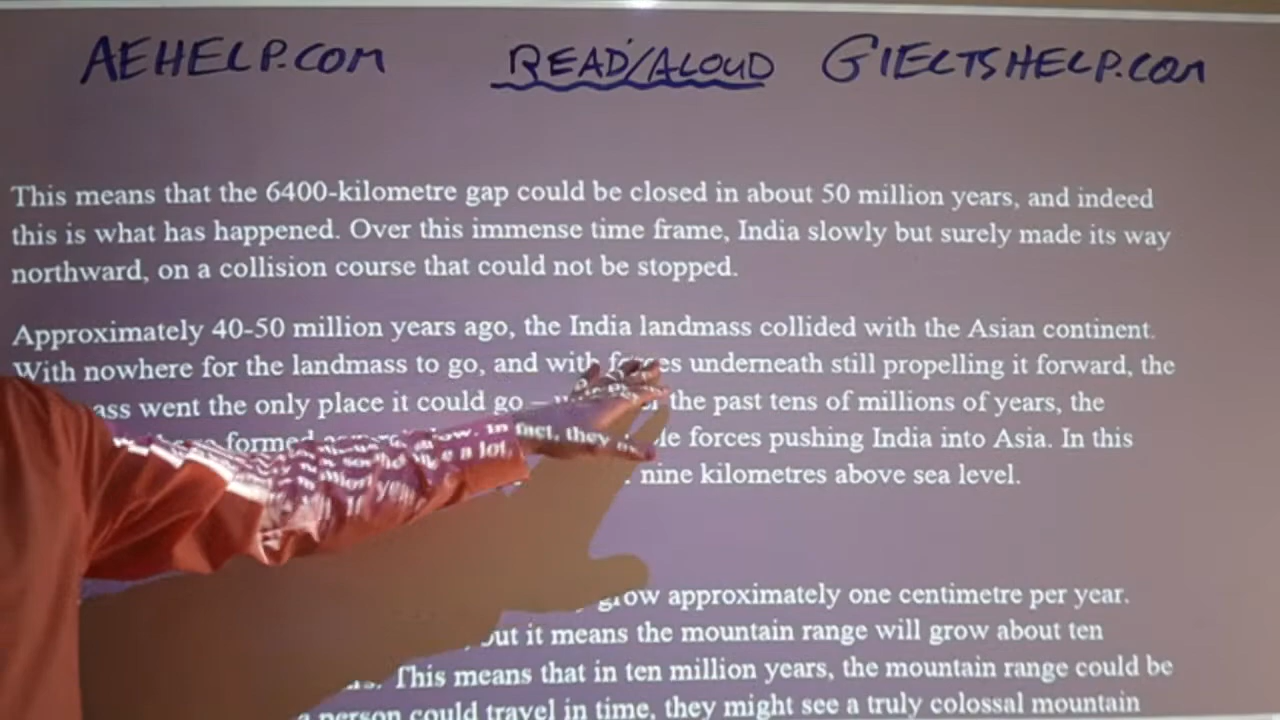 AEHELP.COM READ/ALOUD GIELTSHELP.COM
This means that the 6400-kilometre gap could be closed in about 50 million years, and indeed
this is what has happened. Over this immense time frame, India slowly but surely made its way
northward, on a collision course that could not be stopped.
Approximately 40-50 million years ago, the India landmass collided with the Asian continent.
With nowhere for the landmass to go, and with forces underneath still propelling it forward, the
ass went the only place it could go – the past tens of millions of years, the
formed fact, they forces pushing India into Asia. In this
a lot nine kilometres above sea level.
grow approximately one centimetre per year.
but it means the mountain range will grow about ten
This means that in ten million years, the mountain range could be
a person could travel in time, they might see a truly colossal mountain